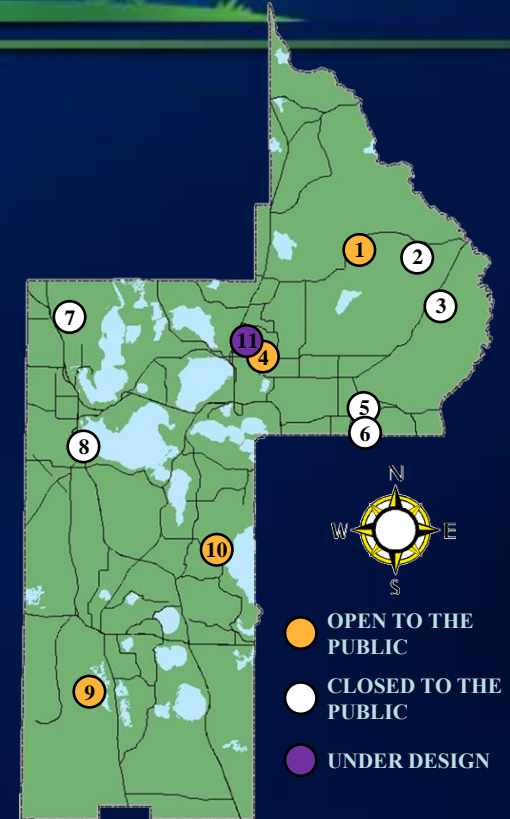 1
2
3
7
11
4
5
6
8
N
W E
S
10
OPEN TO THE
PUBLIC
9
CLOSED TO THE
PUBLIC
UNDER DESIGN